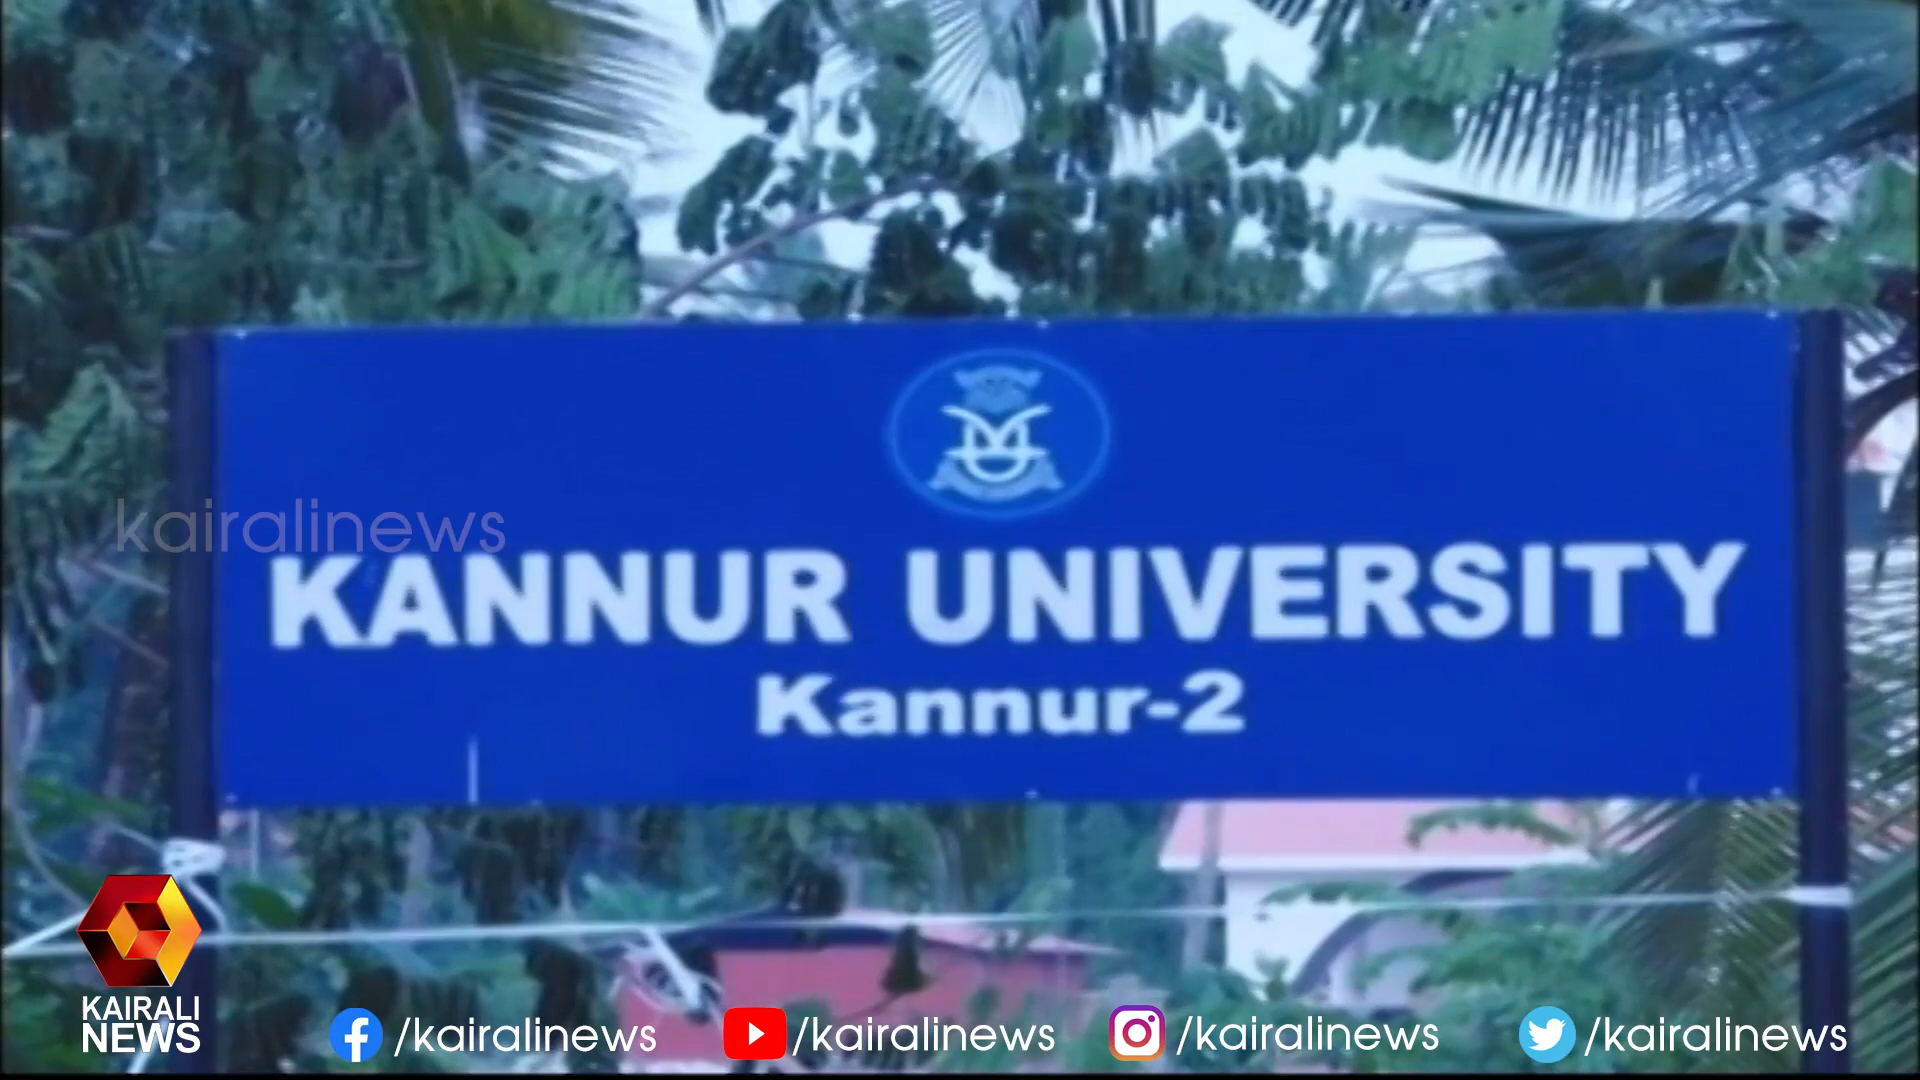 kairalinews
KANNUR UNIVERSITY
Kannur-2
KAIRALI
NEWS
/kairalinews
/kairalinews
/kairalinews
/kairalinews